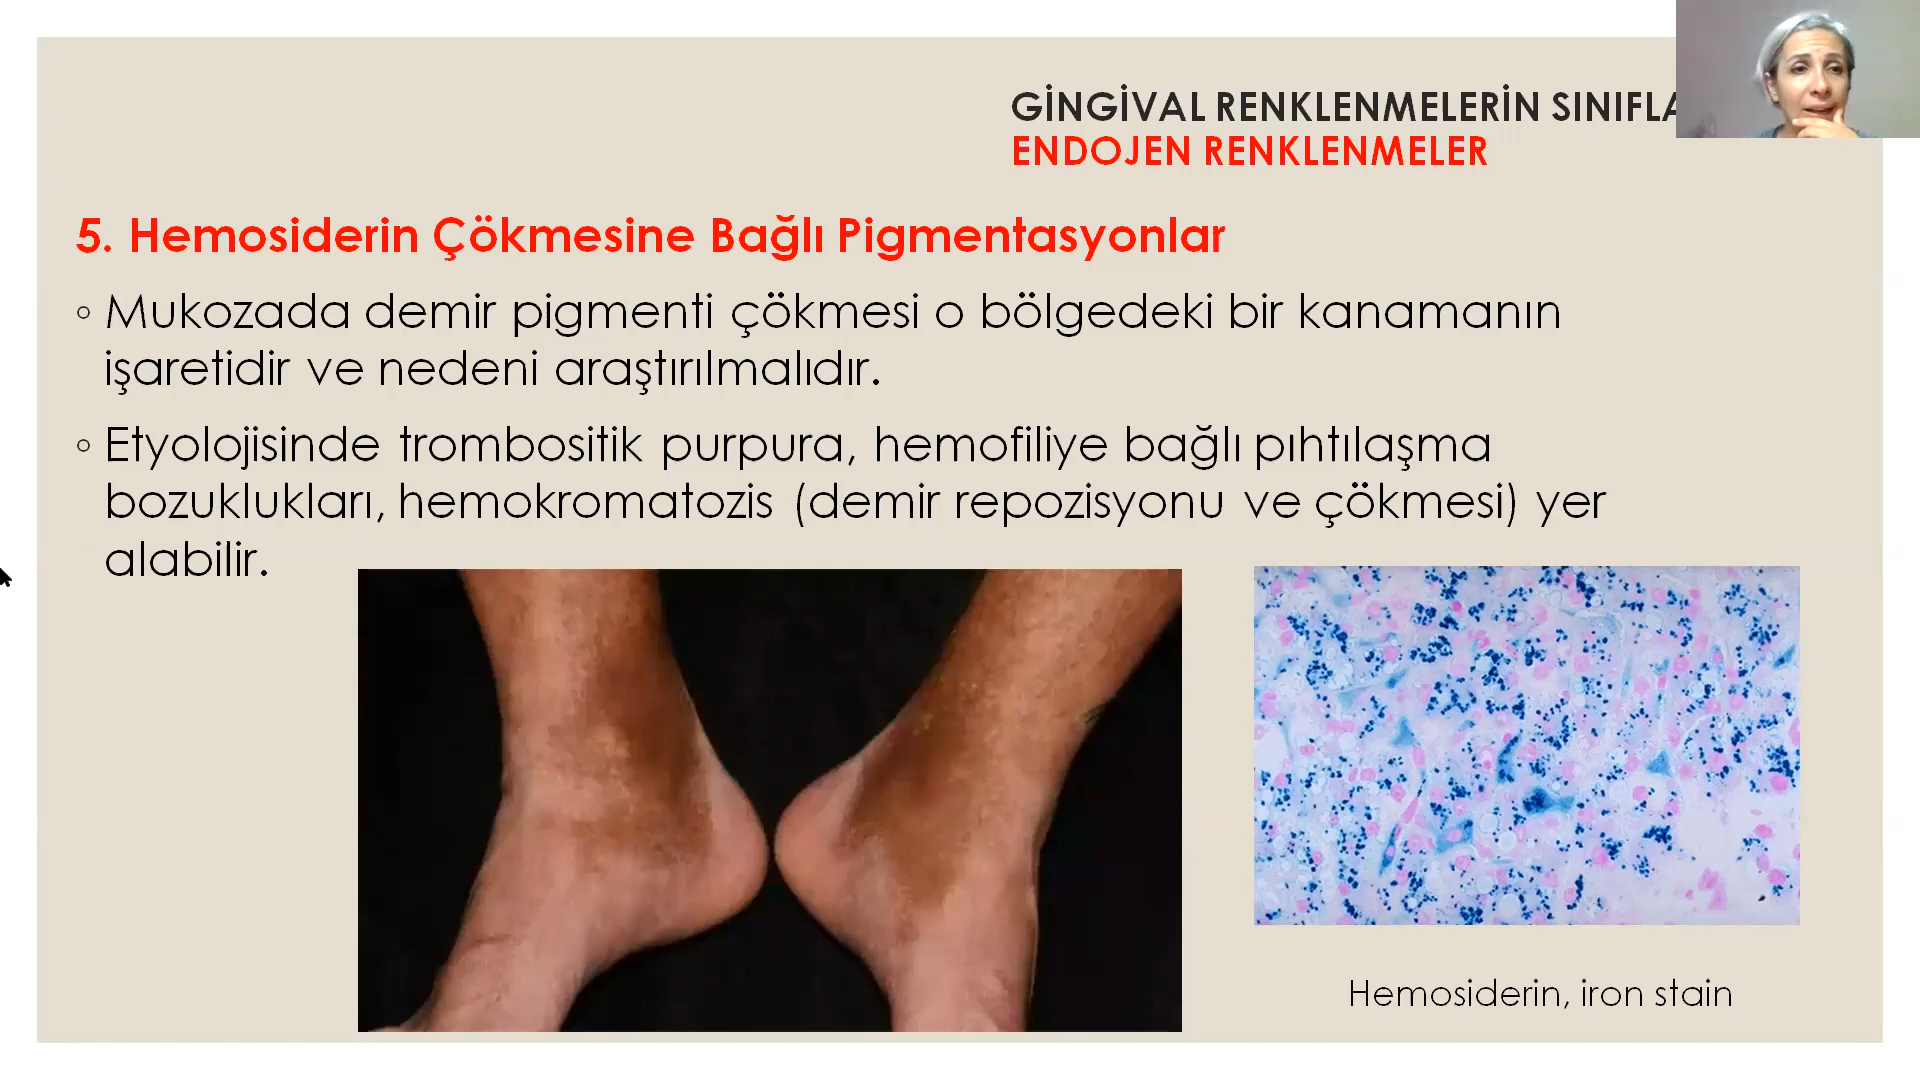 GİNGİVAL RENKLENMELERİN
ENDOJEN RENKLENMELER
5. Hemosiderin Çökmesine Bağlı Pigmentasyonlar
◦ Mukozada demir pigmenti çökmesi o bölgedeki bir kanamanın
işaretidir ve nedeni araştırılmalıdır.
◦ Etyolojisinde trombositik purpura, hemofiliye bağlı pıhtılaşma
bozuklukları, hemokromatozis (demir repozisyonu ve çökmesi) yer
alabilir.
Hemosiderin, iron stain